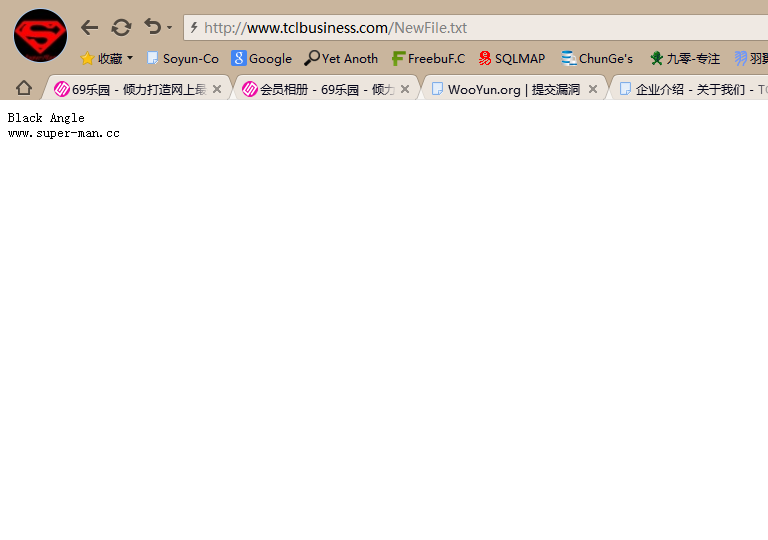 http://www.tclbusiness.com/NewFile.txt
收藏 Soyun-Co Google Yet Anoth FreebuF.C SQLMAP ChunGe's 九零-专注
69乐园 - 倾力打造网上最 会员相册 - 69乐园 - 倾力 WooYun.org | 提交漏洞 企业介绍 - 关于我们 -
Black Angle
www.super-man.cc